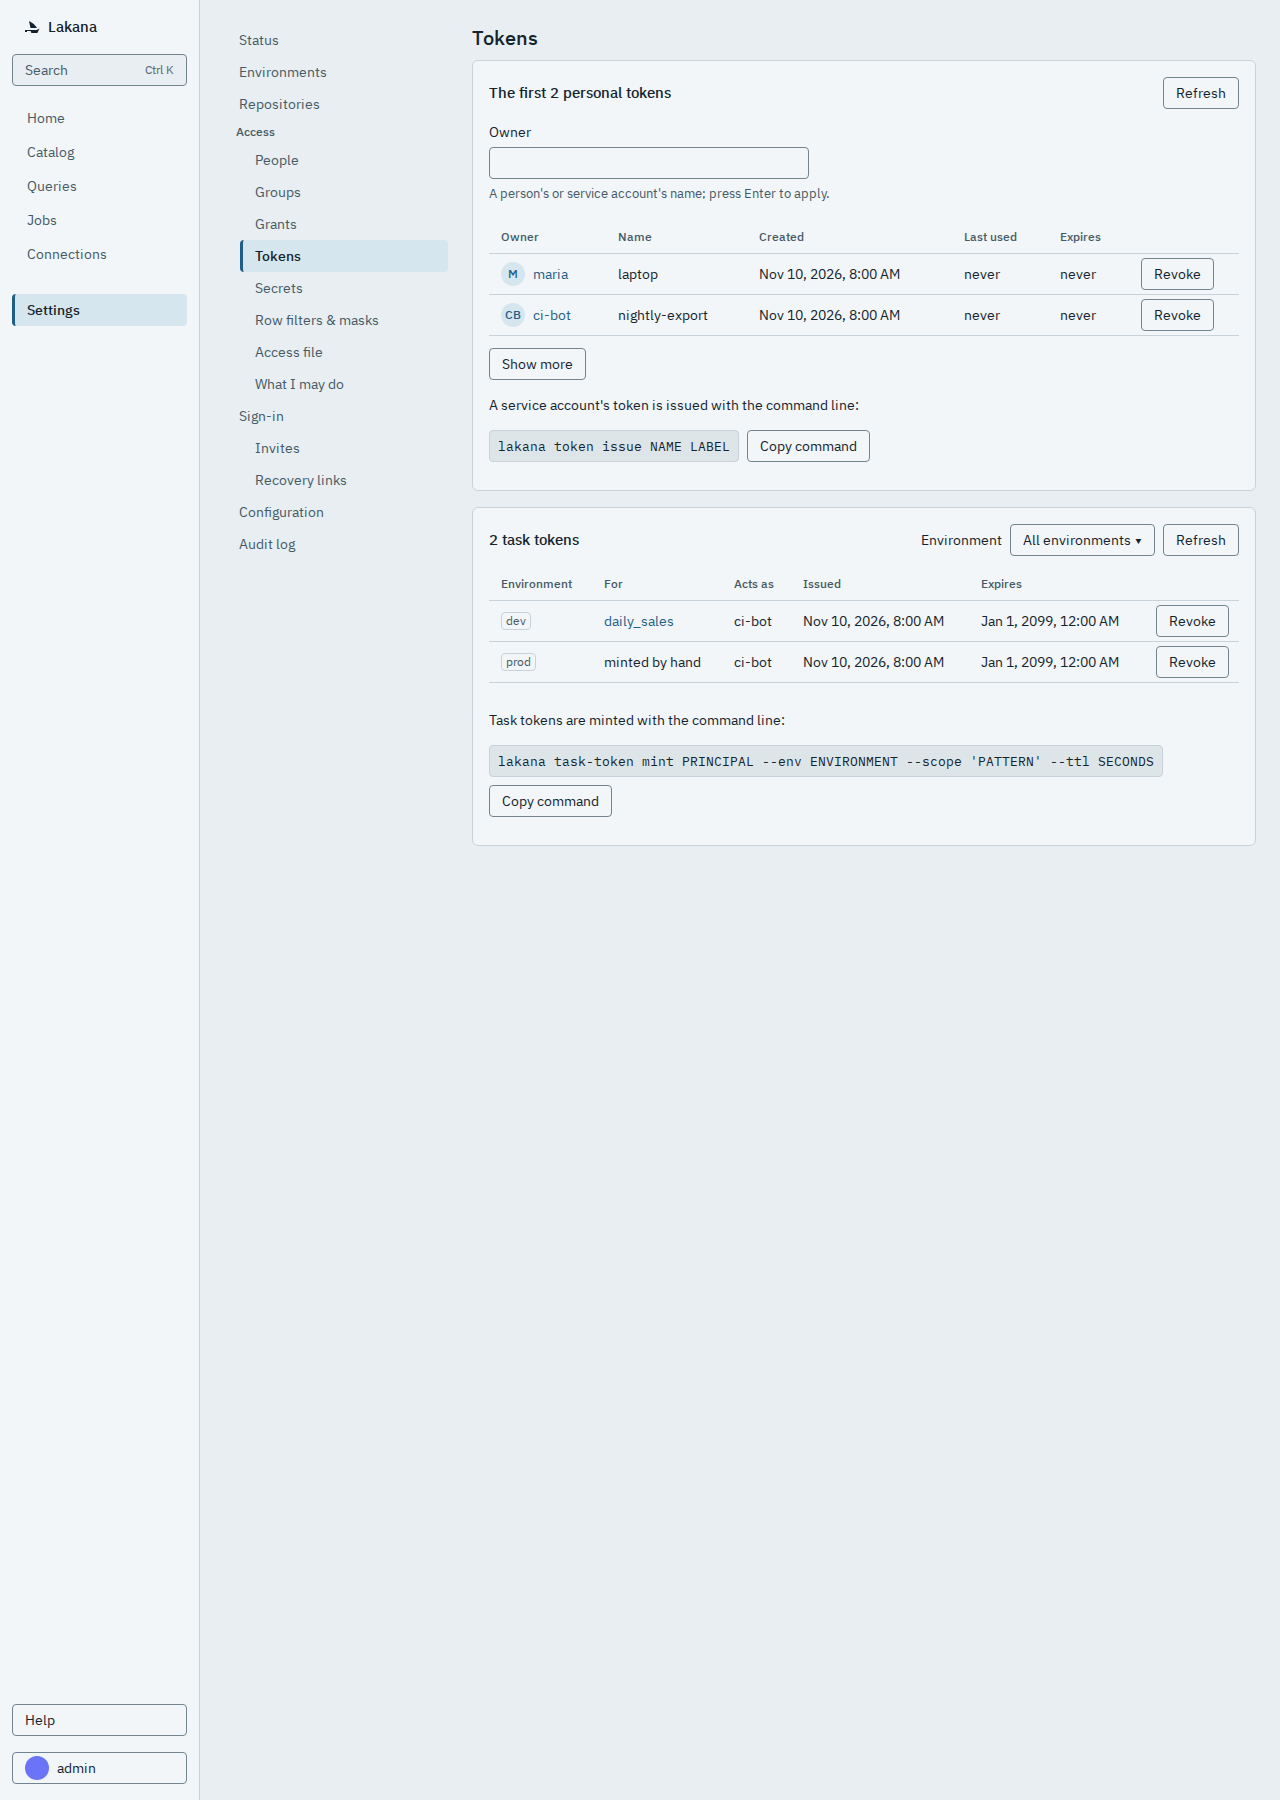 Lakana
Search Ctrl K
Home
Catalog
Queries
Jobs
Connections
Settings
Help
admin
Status
Environments
Repositories
Access
People
Groups
Grants
Tokens
Secrets
Row filters & masks
Access file
What I may do
Sign-in
Invites
Recovery links
Configuration
Audit log
Tokens
The first 2 personal tokens Refresh
Owner
A person's or service account's name; press Enter to apply.
Owner Name Created Last used Expires
M maria laptop Nov 10, 2026, 8:00 AM never never Revoke
CB ci-bot nightly-export Nov 10, 2026, 8:00 AM never never Revoke
Show more
A service account's token is issued with the command line:
lakana token issue NAME LABEL Copy command
2 task tokens Environment All environments ▾ Refresh
Environment For Acts as Issued Expires
dev daily_sales ci-bot Nov 10, 2026, 8:00 AM Jan 1, 2099, 12:00 AM Revoke
prod minted by hand ci-bot Nov 10, 2026, 8:00 AM Jan 1, 2099, 12:00 AM Revoke
Task tokens are minted with the command line:
lakana task-token mint PRINCIPAL --env ENVIRONMENT --scope 'PATTERN' --ttl SECONDS
Copy command